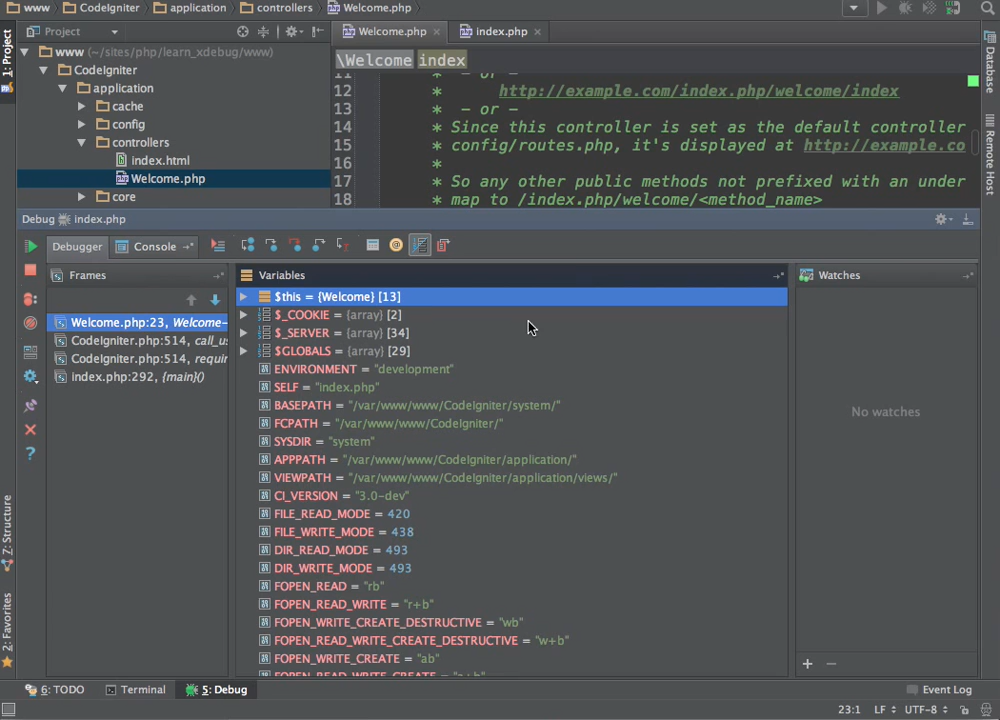 www CodeIgniter application controllers Welcome.php
1: Project
Project
Welcome.php index.php
www (~/sites/php/learn_xdebug/www)
CodeIgniter
application
cache
config
controllers
index.html
Welcome.php
core
\Welcome index
11 * - or -
12 * http://example.com/index.php/welcome/index
13 * - or -
14 * Since this controller is set as the default controller
15 * config/routes.php, it's displayed at http://example.co
16 *
17 * So any other public methods not prefixed with an under
18 * map to /index.php/welcome/<method_name>
Database
Remote Host
Debug index.php
Debugger Console
Frames
Welcome.php:23, Welcome-
CodeIgniter.php:514, call_us
CodeIgniter.php:514, requir
index.php:292, {main}()
Variables
$this = {Welcome} [13]
$_COOKIE = {array} [2]
$_SERVER = {array} [34]
$GLOBALS = {array} [29]
ENVIRONMENT = "development"
SELF = "index.php"
BASEPATH = "/var/www/www/CodeIgniter/system/"
FCPATH = "/var/www/www/CodeIgniter/"
SYSDIR = "system"
APPPATH = "/var/www/www/CodeIgniter/application/"
VIEWPATH = "/var/www/www/CodeIgniter/application/views/"
CI_VERSION = "3.0-dev"
FILE_READ_MODE = 420
FILE_WRITE_MODE = 438
DIR_READ_MODE = 493
DIR_WRITE_MODE = 493
FOPEN_READ = "rb"
FOPEN_READ_WRITE = "r+b"
FOPEN_WRITE_CREATE_DESTRUCTIVE = "wb"
FOPEN_READ_WRITE_CREATE_DESTRUCTIVE = "w+b"
FOPEN_WRITE_CREATE = "ab"
Watches
No watches
7: Structure
2: Favorites
6: TODO Terminal 5: Debug Event Log
23:1 LF UTF-8